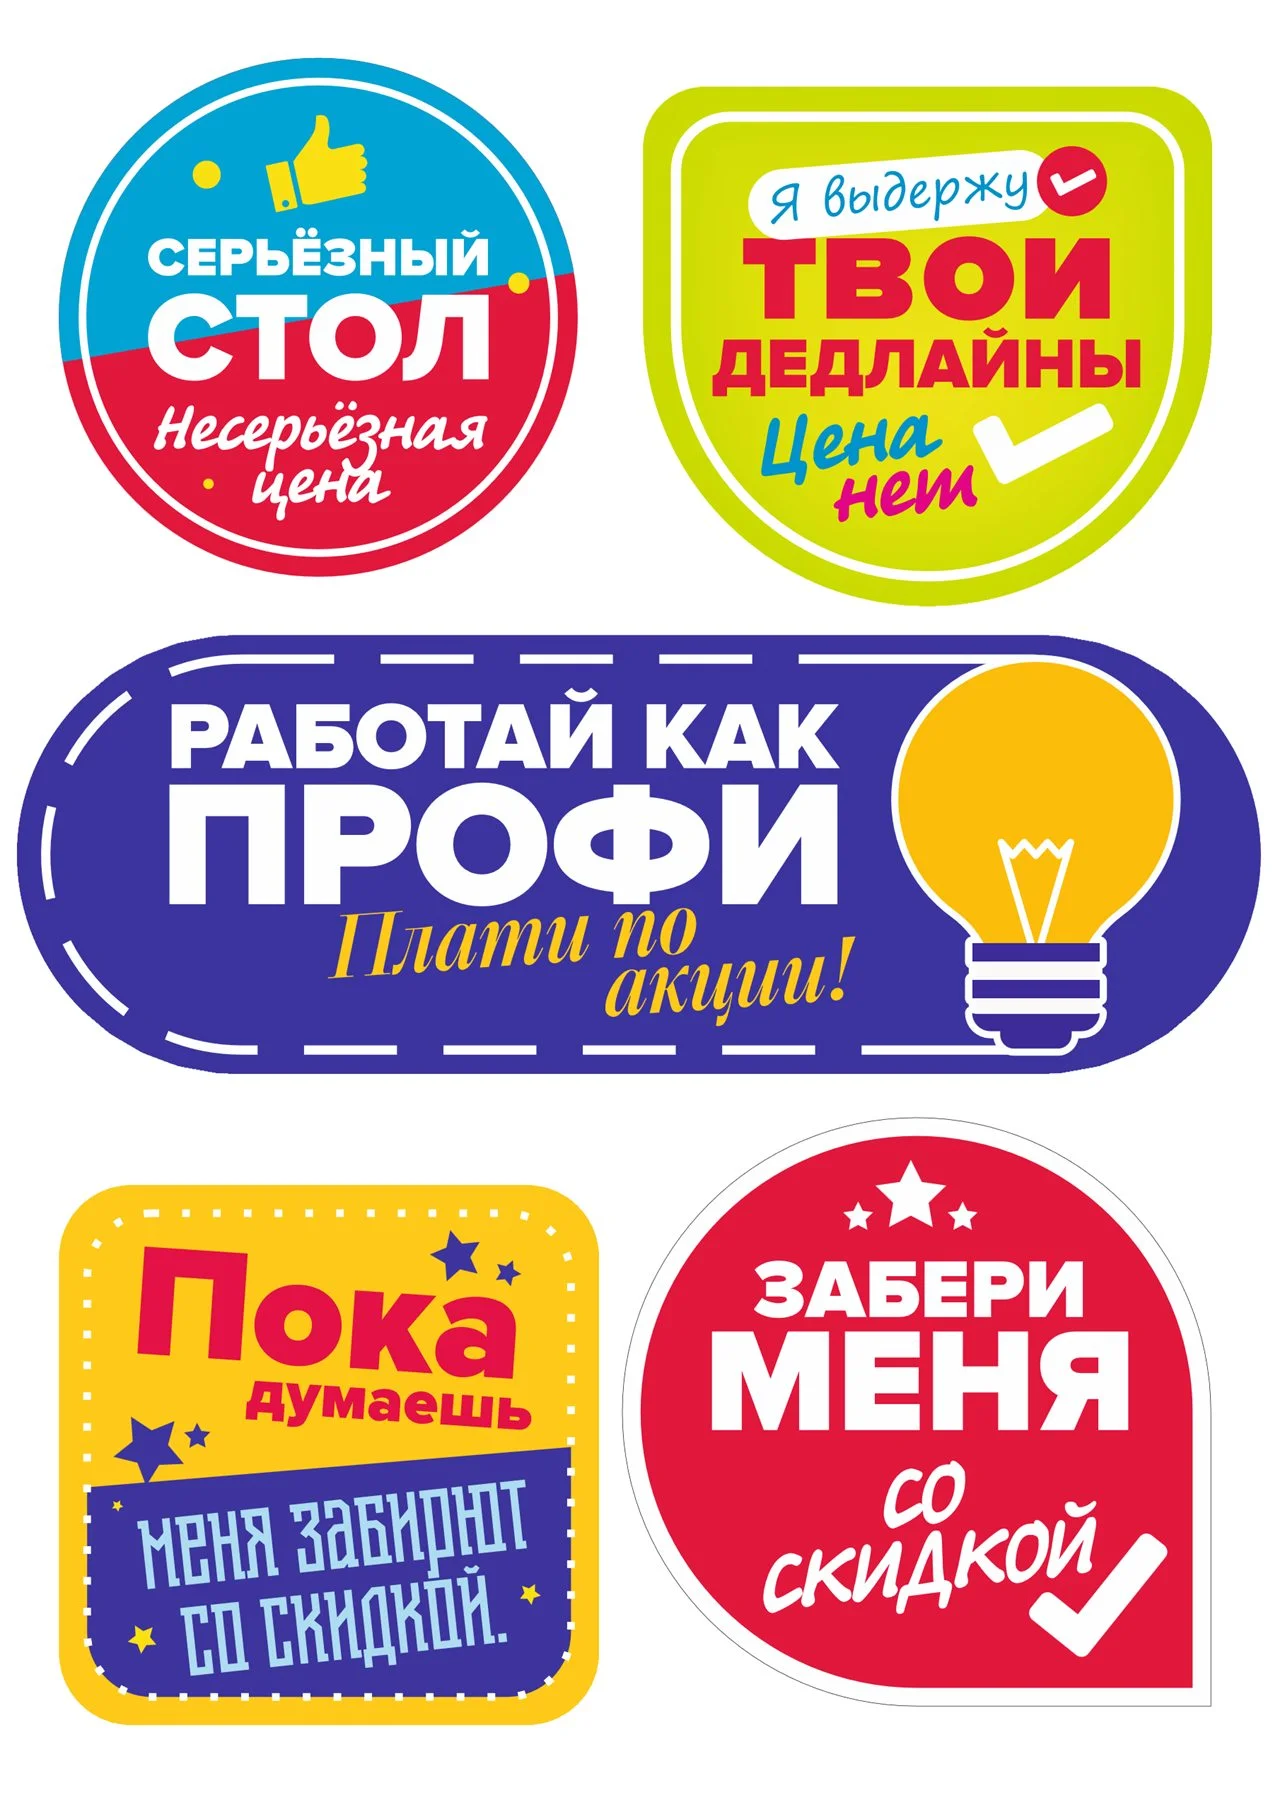 СЕРЬЁЗНЫЙ
СТОЛ
Несерьёзная
цена
Я выдержу
ТВОИ
ДЕДЛАЙНЫ
Цена
нет
РАБОТАЙ КАК
ПРОФИ
Плати по
акции!
Пока
думаешь
меня забирют
со скидкой.
ЗАБЕРИ
МЕНЯ
со
скидкой